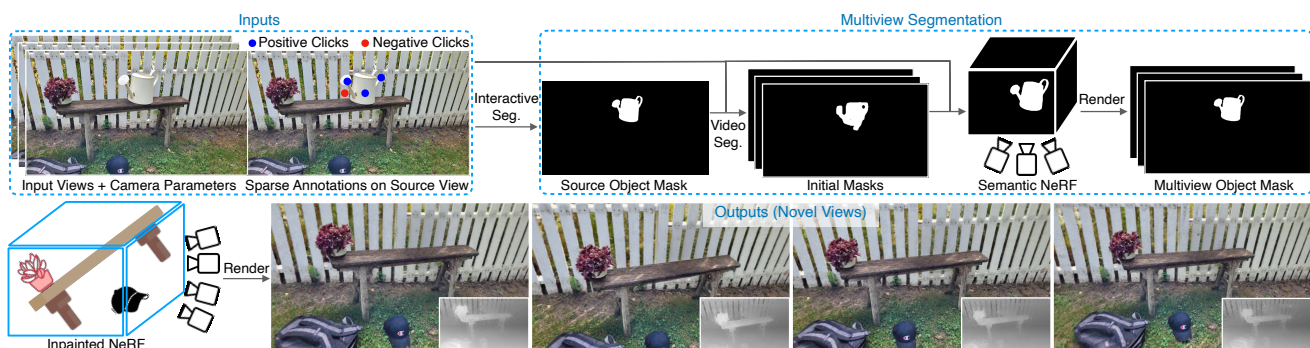 Inputs
Multiview Segmentation
Positive Clicks
Negative Clicks
Interactive
Seg.
Video
Seg.
Render
Input Views + Camera Parameters
Sparse Annotations on Source View
Source Object Mask
Initial Masks
Semantic NeRF
Multiview Object Mask
Outputs (Novel Views)
Render
Inpainted NeRF